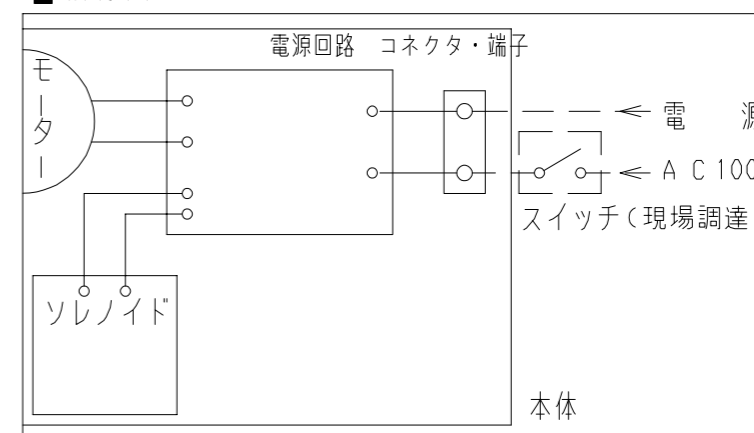 電源回路 コネクタ・端子
モーター
電 源
AC100
スイッチ(現場調達
ソレノイド
本体